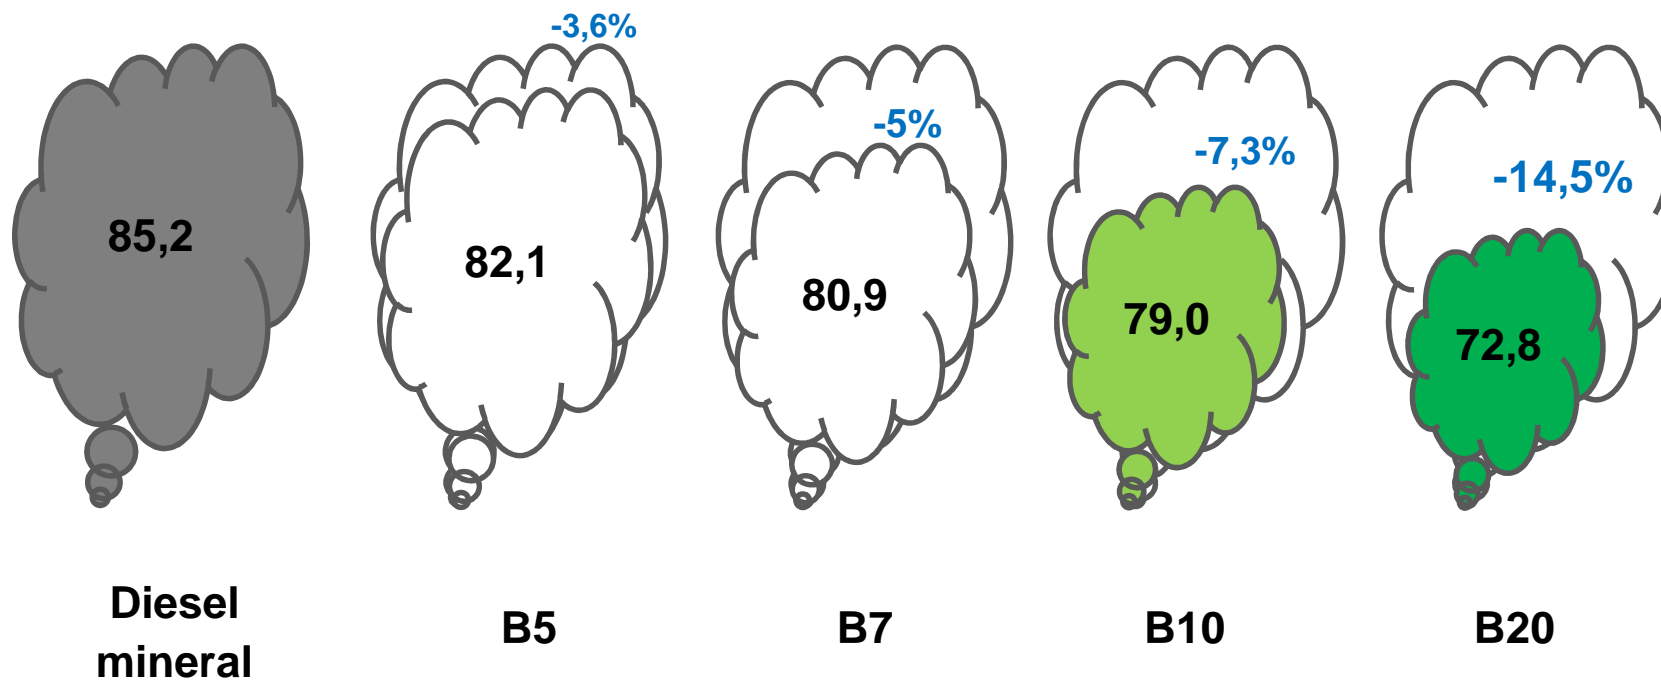 -3,6%
-5%
-7,3%
-14,5%
85,2
82,1
80,9
79,0
72,8
Diesel
mineral
B5
B7
B10
B20